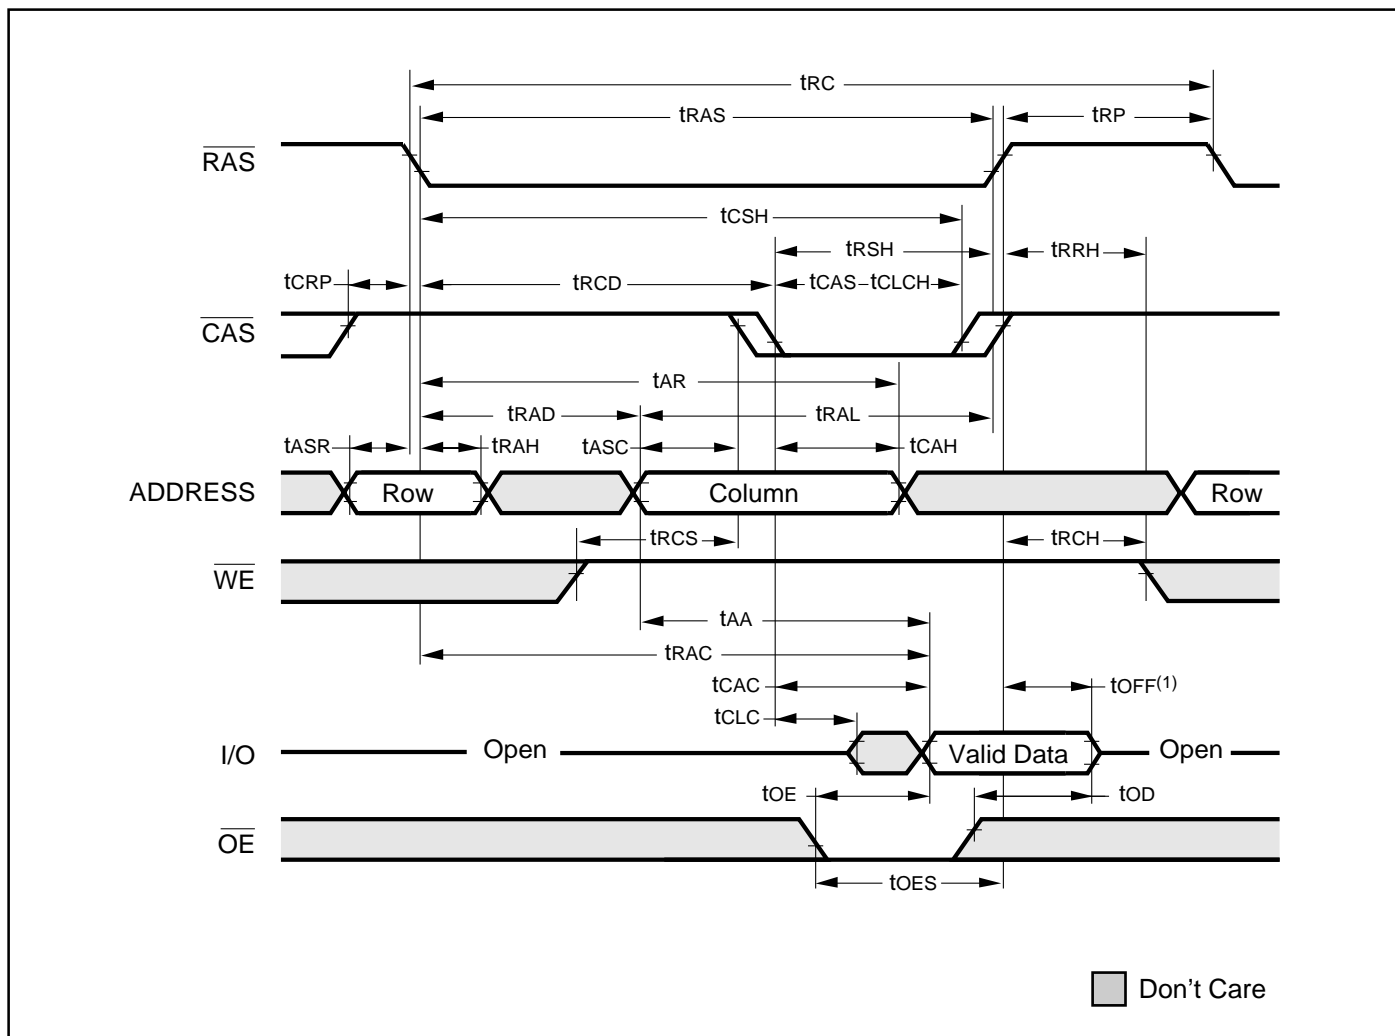 tRC
tRAS
tRP
RAS
tCSH
tRSH
tRRH
tCRP
tRCD
tCAS
tCLCH
CAS
tAR
tRAD
tRAL
tASR
tRAH
tASC
tCAH
ADDRESS
Row
Column
Row
tRCS
tRCH
WE
tAA
tRAC
tCAC
tOFF(1)
tCLC
I/O
Open
Valid Data
Open
tOE
tOD
OE
tOES
Don't Care